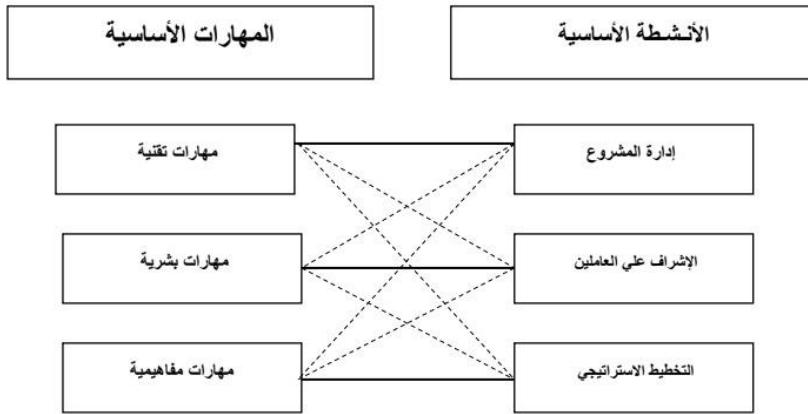 الأنشطة الأساسية
المهارات الأساسية
إدارة المشروع
مهارات تقنية
الإشراف علي العاملين
مهارات بشرية
التخطيط الاستراتيجي
مهارات مفاهيمية